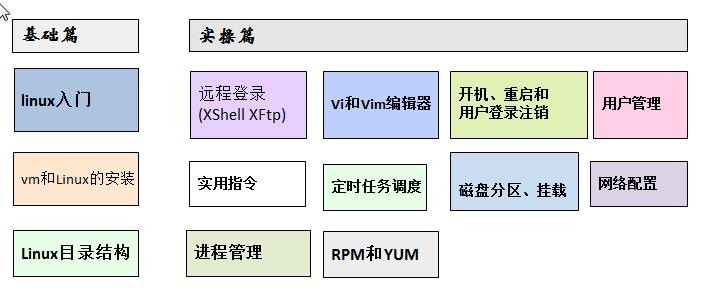 基础篇
实操篇
linux入门
远程登录
(XShell XFtp)
Vi和Vim编辑器
开机、重启和
用户登录注销
用户管理
vm和Linux的安装
实用指令
定时任务调度
磁盘分区、挂载
网络配置
Linux目录结构
进程管理
RPM和YUM